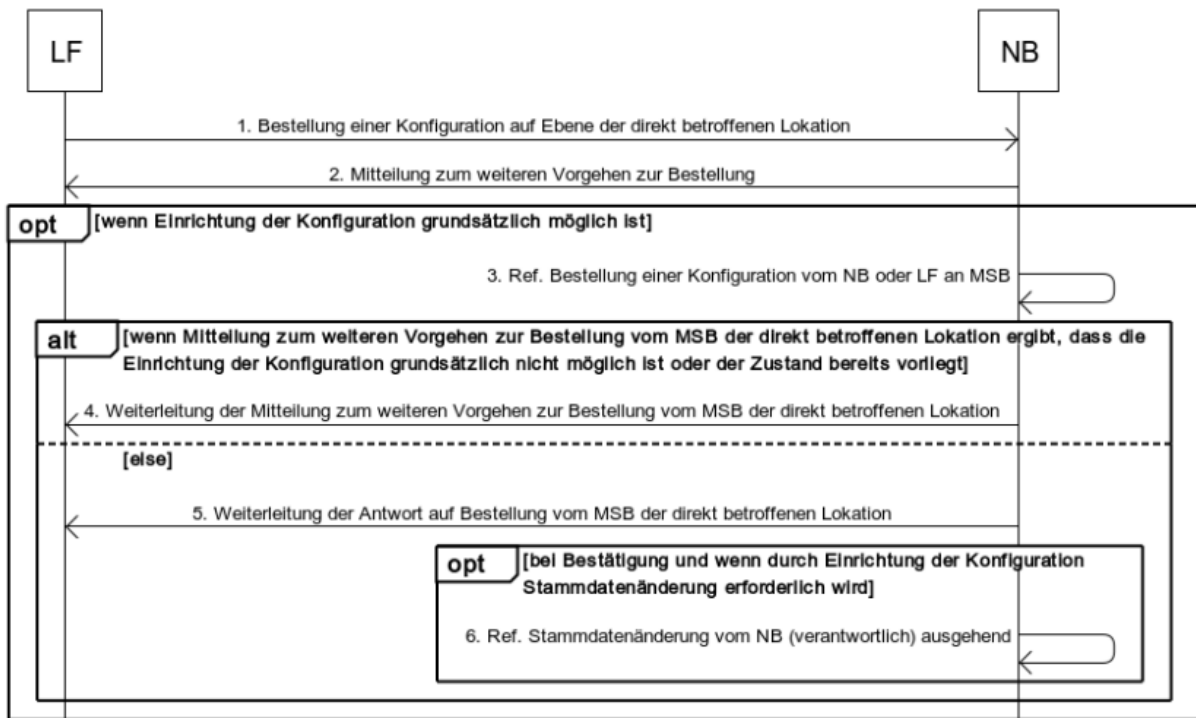 LF
NB
1. Bestellung einer Konfiguration auf Ebene der direkt betroffenen Lokation
2. Mitteilung zum weiteren Vorgehen zur Bestellung
opt
[wenn Einrichtung der Konfiguration grundsätzlich möglich ist]
3. Ref. Bestellung einer Konfiguration vom NB oder LF an MSB
alt
[wenn Mitteilung zum weiteren Vorgehen zur Bestellung vom MSB der direkt betroffenen Lokation ergibt, dass die
Einrichtung der Konfiguration grundsätzlich nicht möglich ist oder der Zustand bereits vorliegt]
4. Weiterleitung der Mitteilung zum weiteren Vorgehen zur Bestellung vom MSB der direkt betroffenen Lokation
[else]
5. Weiterleitung der Antwort auf Bestellung vom MSB der direkt betroffenen Lokation
opt
[bei Bestätigung und wenn durch Einrichtung der Konfiguration
Stammdatenänderung erforderlich wird]
6. Ref. Stammdatenänderung vom NB (verantwortlich) ausgehend